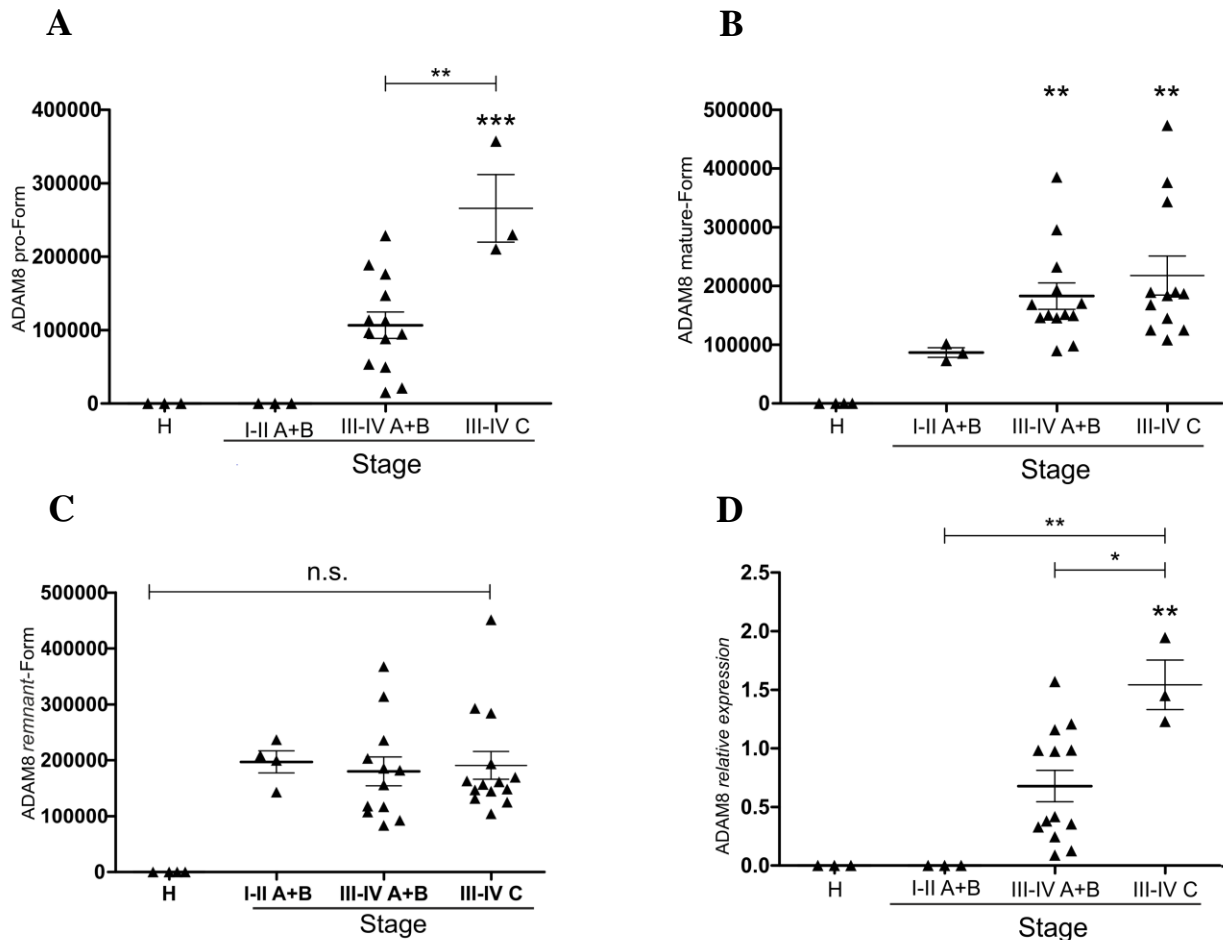 A
**
***
400000
300000
200000
100000
0
ADAM8 pro-Form
H
I-II A+B
III-IV A+B
III-IV C
Stage
B
**
**
500000
400000
300000
200000
100000
0
ADAM8 mature-Form
H
I-II A+B
III-IV A+B
III-IV C
Stage
C
n.s.
500000
400000
300000
200000
100000
0
ADAM8 remnant-Form
H
I-II A+B
III-IV A+B
III-IV C
Stage
D
**
*
**
2.5
2.0
1.5
1.0
0.5
0.0
ADAM8 relative expression
H
I-II A+B
III-IV A+B
III-IV C
Stage